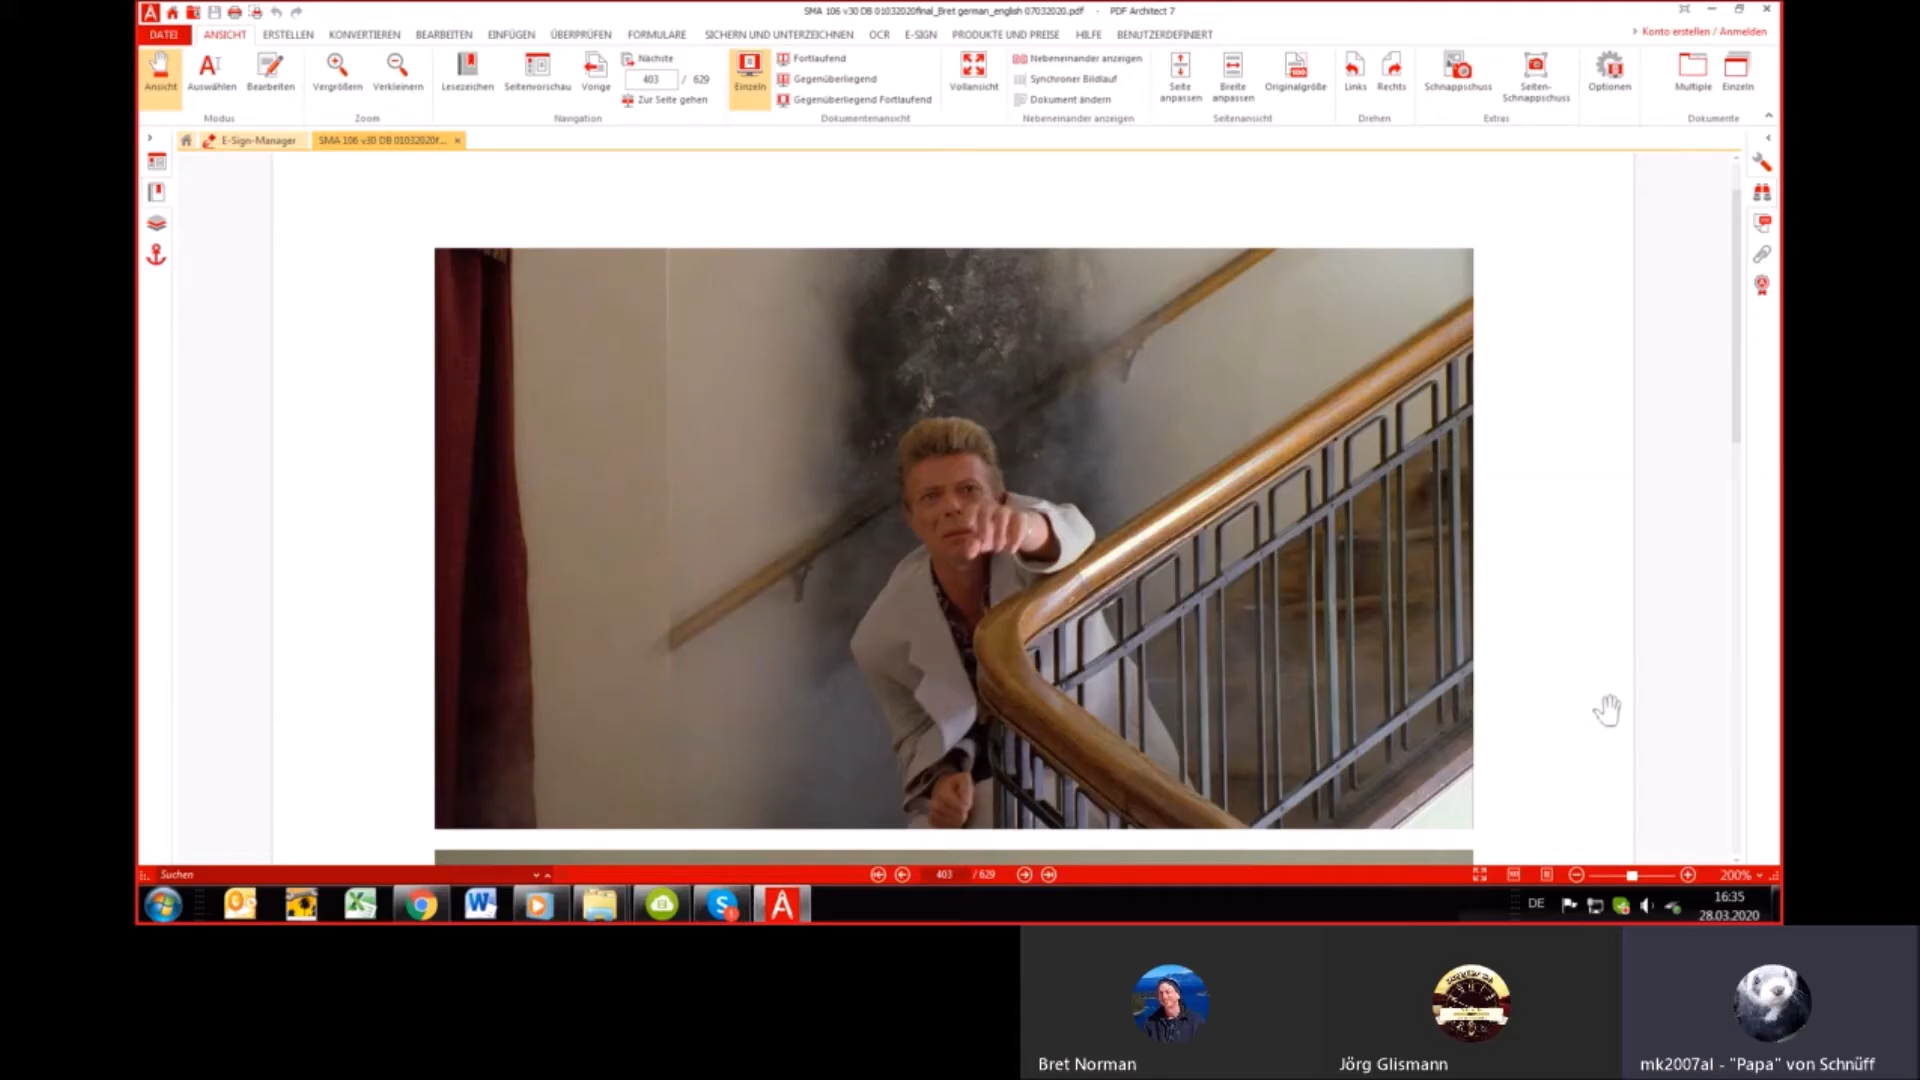 SMA 106 v30 DB 01032020final_Bret german_english 07032020.pdf - PDF Architect 7
DATEI ANSICHT ERSTELLEN KONVERTIEREN BEARBEITEN EINFÜGEN ÜBERPRÜFEN FORMULARE SICHERN UND UNTERZEICHNEN OCR E-SIGN PRODUKTE UND PREISE HILFE BENUTZERDEFINIERT Konto erstellen / Anmelden
Nächste Fortlaufend Nebeneinander anzeigen
403 / 629 Gegenüberliegend Synchroner Bildlauf
Ansicht Auswählen Bearbeiten Vergrößern Verkleinern Lesezeichen Seitenvorschau Vorige Einzeln Vollansicht Seite anpassen Breite anpassen Originalgröße Links Rechts Schnappschuss Seiten-Schnappschuss Optionen Multiple Einzeln
Zur Seite gehen Gegenüberliegend Fortlaufend Dokument ändern
Modus Zoom Navigation Dokumentenansicht Nebeneinander anzeigen Seitenansicht Drehen Extras Dokumente
E-Sign-Manager SMA 106 v30 DB 01032020f...
Suchen 403 / 629 200%
DE 16:35
28.03.2020
Bret Norman Jörg Glismann mk2007al - "Papa" von Schnüff